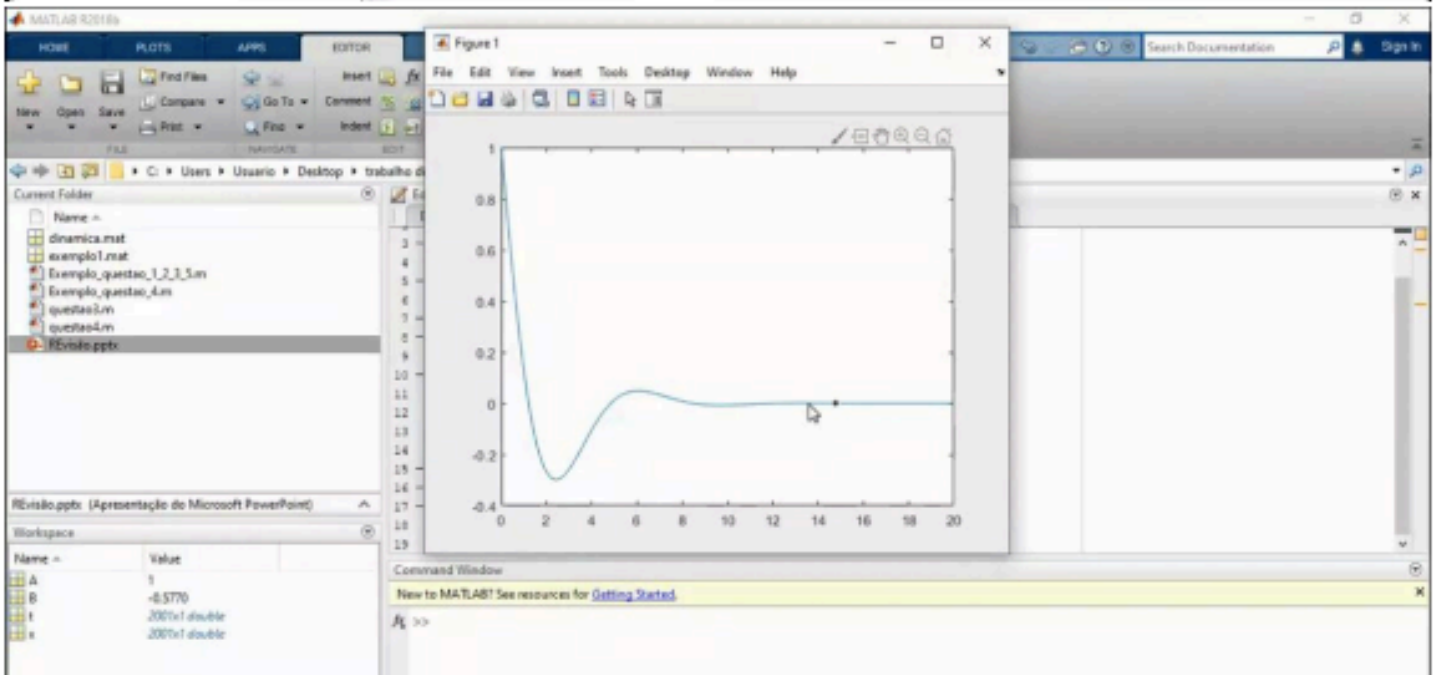 MATLAB R2018b
HOME PLOTS APPS EDITOR
Search Documentation
Sign In
New Open Save
Find Files
Compare
Print
Go To
Find
Insert
Comment
Indent
FILE NAVIGATE EDIT
C: Users Usuario Desktop
Current Folder
Name
dinamica.mat
exemplo1.mat
Exemplo_questao_1_2_3_5.m
Exemplo_questao_4.m
questao3.m
questao4.m
REvisão.pptx
REvisão.pptx (Apresentação do Microsoft PowerPoint)
Workspace
Name Value
A 1
B -0.5770
t 2001x1 double
x 2001x1 double
3
4
5
6
7
8
9
10
11
12
13
14
15
16
17
18
19
Figure 1
File Edit View Insert Tools Desktop Window Help
1
0.8
0.6
0.4
0.2
0
-0.2
-0.4
0 2 4 6 8 10 12 14 16 18 20
Command Window
New to MATLAB? See resources for Getting Started.
fx >>